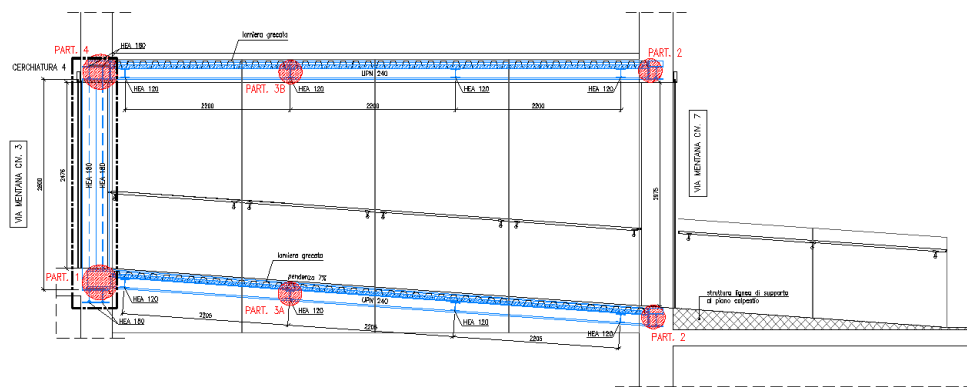 PART. 4
HEA 180
lamiera grecata
PART. 2
CERCHIATURA 4
UPN 240
HEA 120
PART. 3B
HEA 120
HEA 120
HEA 120
2200
2200
2200
VIA MENTANA CIV. 3
2800
2476
HEA 180
HEA 180
2675
VIA MENTANA CIV. 7
lamiera grecata
PART. 1
pendenza 7%
struttura lignea di supporto
al piano calpestio
HEA 120
UPN 240
HEA 120
HEA 180
2205
PART. 3A
2205
HEA 120
2205
HEA 120
PART. 2